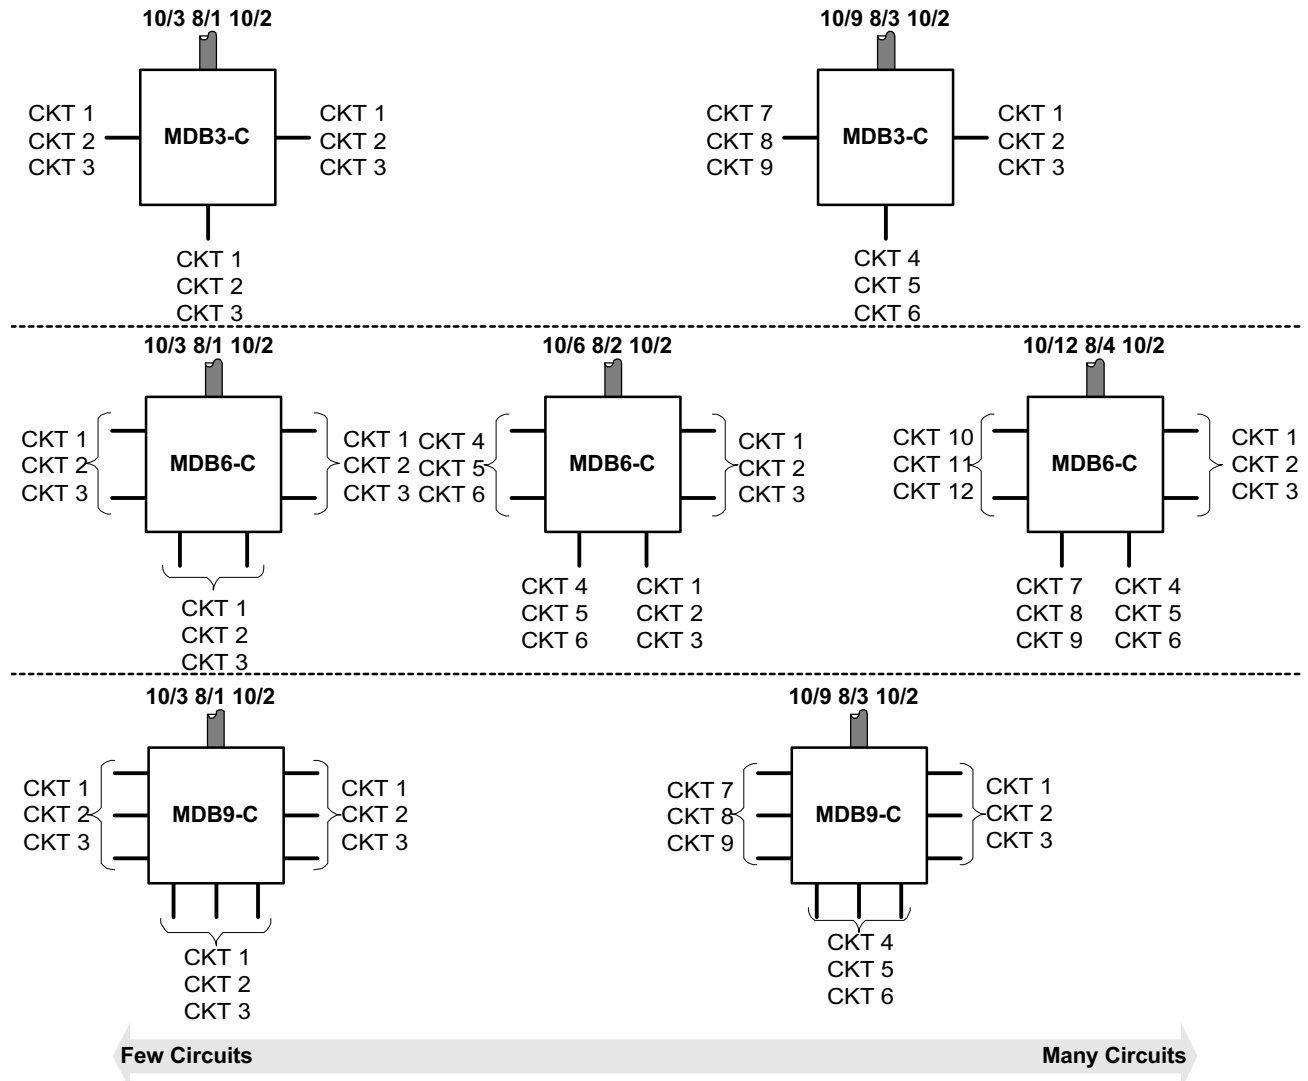 10/3 8/1 10/2
CKT 1
CKT 2
CKT 3
MDB3-C
CKT 1
CKT 2
CKT 3
CKT 1
CKT 2
CKT 3
10/9 8/3 10/2
CKT 7
CKT 8
CKT 9
MDB3-C
CKT 1
CKT 2
CKT 3
CKT 4
CKT 5
CKT 6
10/3 8/1 10/2
CKT 1
CKT 2
CKT 3
MDB6-C
CKT 1
CKT 2
CKT 3
CKT 1
CKT 2
CKT 3
10/6 8/2 10/2
CKT 4
CKT 5
CKT 6
MDB6-C
CKT 1
CKT 2
CKT 3
CKT 4
CKT 5
CKT 6
CKT 1
CKT 2
CKT 3
10/12 8/4 10/2
CKT 10
CKT 11
CKT 12
MDB6-C
CKT 1
CKT 2
CKT 3
CKT 7
CKT 8
CKT 9
CKT 4
CKT 5
CKT 6
10/3 8/1 10/2
CKT 1
CKT 2
CKT 3
MDB9-C
CKT 1
CKT 2
CKT 3
CKT 1
CKT 2
CKT 3
10/9 8/3 10/2
CKT 7
CKT 8
CKT 9
MDB9-C
CKT 1
CKT 2
CKT 3
CKT 4
CKT 5
CKT 6
Few Circuits
Many Circuits